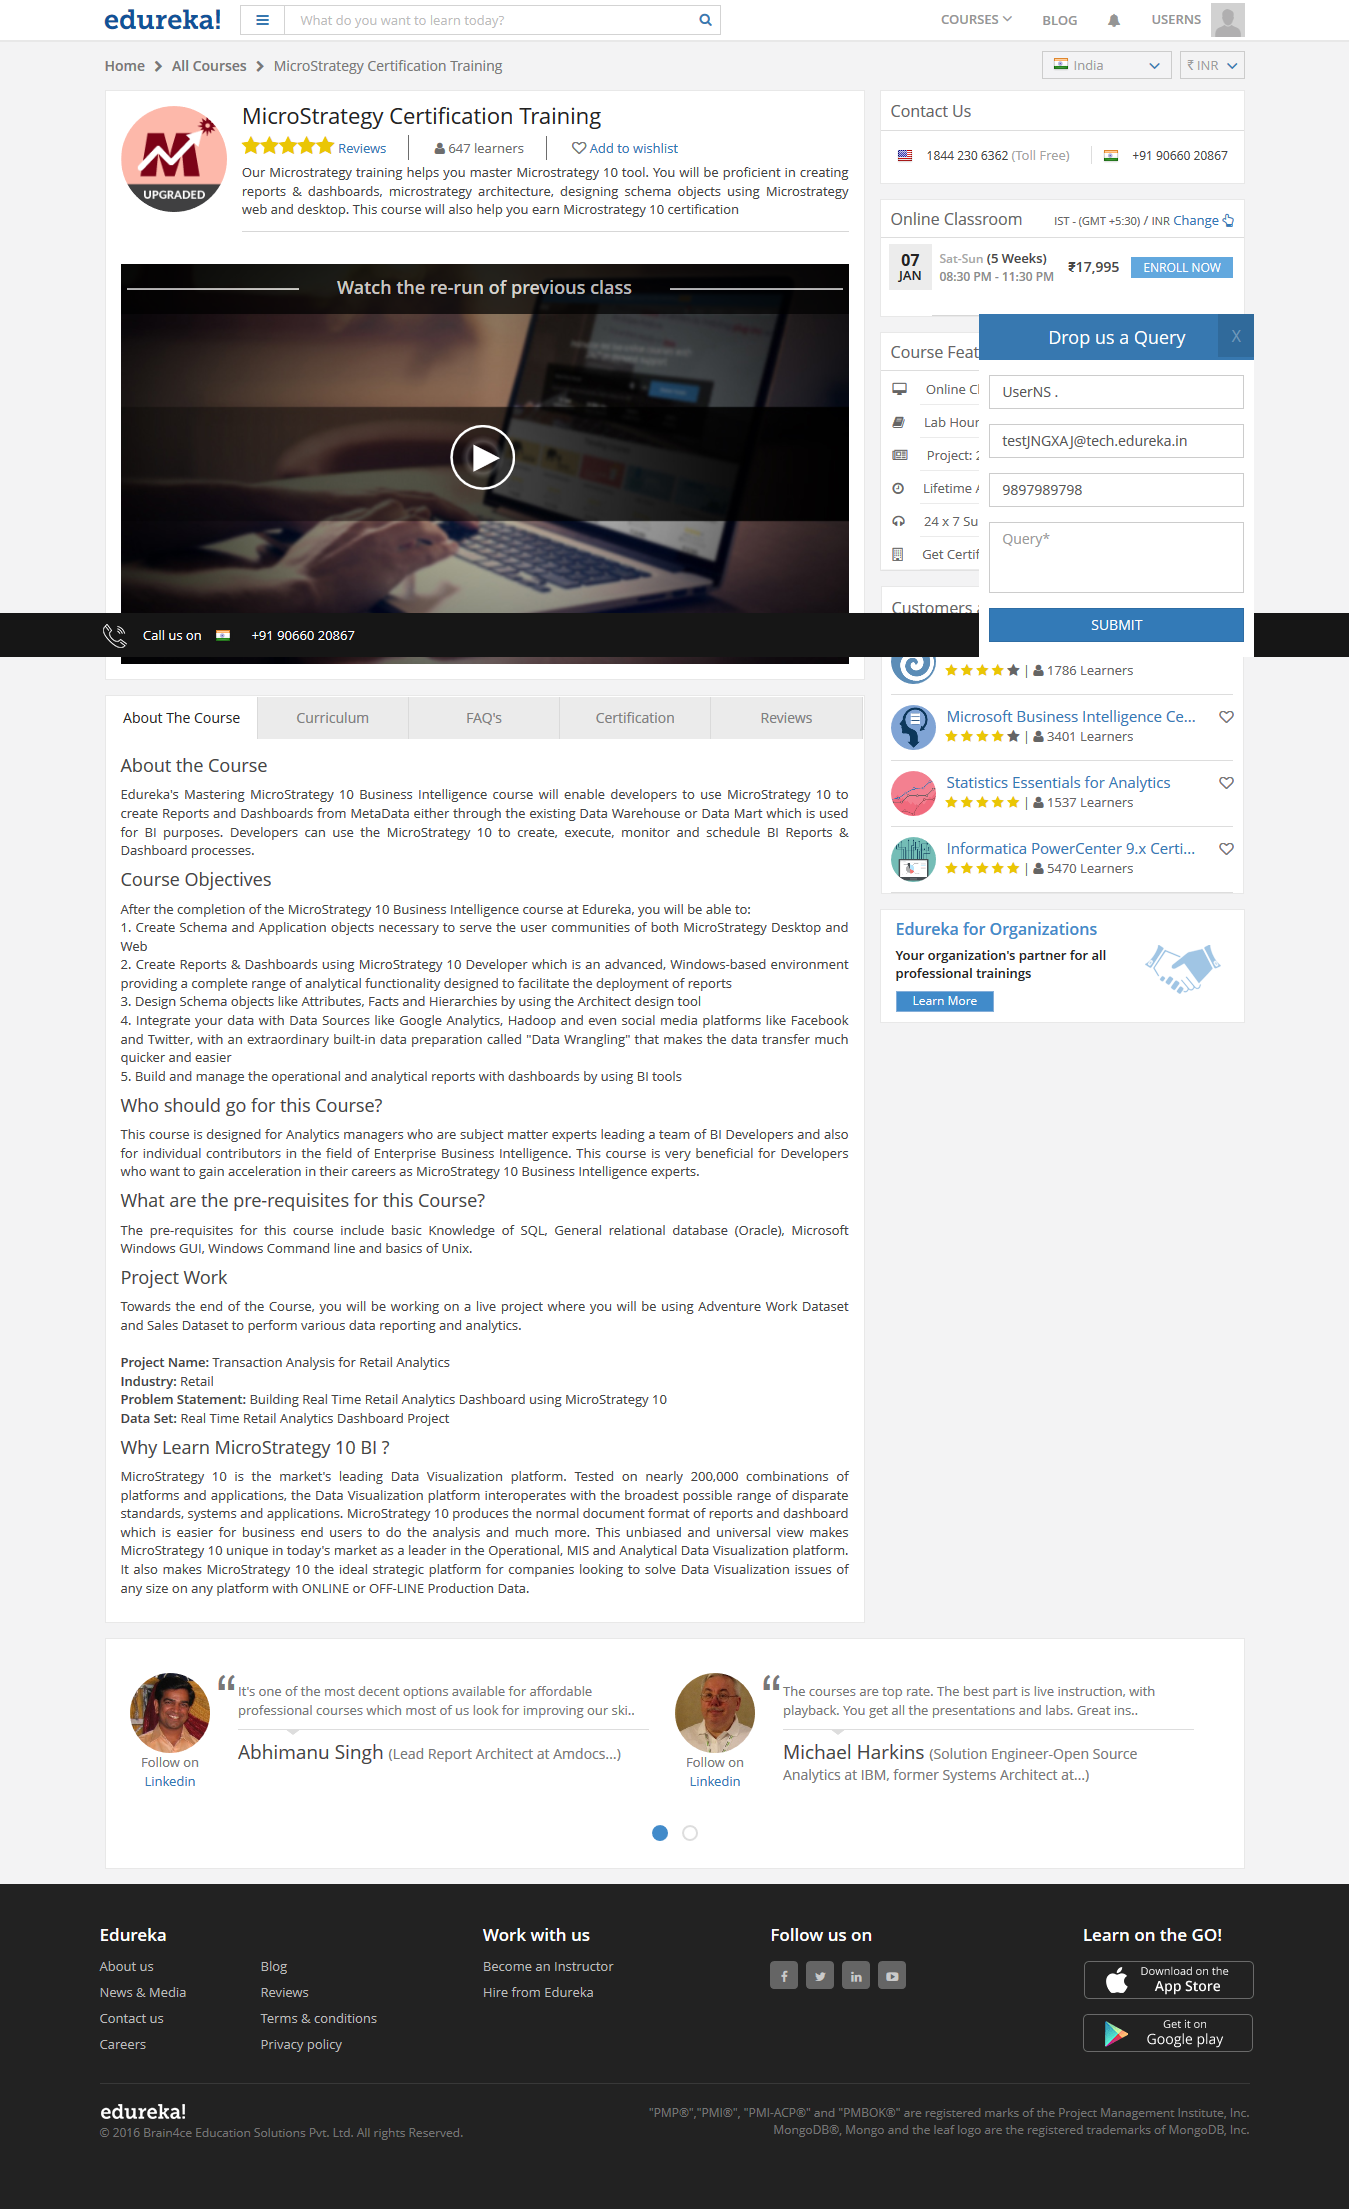 edureka!
What do you want to learn today?
COURSES
BLOG
USERNS
Home > All Courses > MicroStrategy Certification Training
India
₹ INR
MicroStrategy Certification Training
Reviews
647 learners
Add to wishlist
Our Microstrategy training helps you master Microstrategy 10 tool. You will be proficient in creating
reports & dashboards, microstrategy architecture, designing schema objects using Microstrategy
web and desktop. This course will also help you earn Microstrategy 10 certification
M
UPGRADED
Watch the re-run of previous class
Contact Us
1844 230 6362 (Toll Free)
+91 90660 20867
Online Classroom
IST - (GMT +5:30) / INR Change
07
JAN
Sat-Sun (5 Weeks)
08:30 PM - 11:30 PM
₹17,995
ENROLL NOW
Course Feat
Online Cl
Lab Hour
Project: 2
Lifetime A
24 x 7 Su
Get Certif
Customers
Drop us a Query
X
UserNS .
testJNGXAJ@tech.edureka.in
9897989798
Query*
SUBMIT
Call us on
+91 90660 20867
| 1786 Learners
Microsoft Business Intelligence Ce...
| 3401 Learners
Statistics Essentials for Analytics
| 1537 Learners
Informatica PowerCenter 9.x Certi...
| 5470 Learners
Edureka for Organizations
Your organization's partner for all
professional trainings
Learn More
About The Course
Curriculum
FAQ's
Certification
Reviews
About the Course
Edureka's Mastering MicroStrategy 10 Business Intelligence course will enable developers to use MicroStrategy 10 to
create Reports and Dashboards from MetaData either through the existing Data Warehouse or Data Mart which is used
for BI purposes. Developers can use the MicroStrategy 10 to create, execute, monitor and schedule BI Reports &
Dashboard processes.
Course Objectives
After the completion of the MicroStrategy 10 Business Intelligence course at Edureka, you will be able to:
1. Create Schema and Application objects necessary to serve the user communities of both MicroStrategy Desktop and
Web
2. Create Reports & Dashboards using MicroStrategy 10 Developer which is an advanced, Windows-based environment
providing a complete range of analytical functionality designed to facilitate the deployment of reports
3. Design Schema objects like Attributes, Facts and Hierarchies by using the Architect design tool
4. Integrate your data with Data Sources like Google Analytics, Hadoop and even social media platforms like Facebook
and Twitter, with an extraordinary built-in data preparation called "Data Wrangling" that makes the data transfer much
quicker and easier
5. Build and manage the operational and analytical reports with dashboards by using BI tools
Who should go for this Course?
This course is designed for Analytics managers who are subject matter experts leading a team of BI Developers and also
for individual contributors in the field of Enterprise Business Intelligence. This course is very beneficial for Developers
who want to gain acceleration in their careers as MicroStrategy 10 Business Intelligence experts.
What are the pre-requisites for this Course?
The pre-requisites for this course include basic Knowledge of SQL, General relational database (Oracle), Microsoft
Windows GUI, Windows Command line and basics of Unix.
Project Work
Towards the end of the Course, you will be working on a live project where you will be using Adventure Work Dataset
and Sales Dataset to perform various data reporting and analytics.
Project Name: Transaction Analysis for Retail Analytics
Industry: Retail
Problem Statement: Building Real Time Retail Analytics Dashboard using MicroStrategy 10
Data Set: Real Time Retail Analytics Dashboard Project
Why Learn MicroStrategy 10 BI ?
MicroStrategy 10 is the market's leading Data Visualization platform. Tested on nearly 200,000 combinations of
platforms and applications, the Data Visualization platform interoperates with the broadest possible range of disparate
standards, systems and applications. MicroStrategy 10 produces the normal document format of reports and dashboard
which is easier for business end users to do the analysis and much more. This unbiased and universal view makes
MicroStrategy 10 unique in today's market as a leader in the Operational, MIS and Analytical Data Visualization platform.
It also makes MicroStrategy 10 the ideal strategic platform for companies looking to solve Data Visualization issues of
any size on any platform with ONLINE or OFF-LINE Production Data.
“ It's one of the most decent options available for affordable
professional courses which most of us look for improving our ski..
Abhimanu Singh (Lead Report Architect at Amdocs...)
Follow on
Linkedin
“ The courses are top rate. The best part is live instruction, with
playback. You get all the presentations and labs. Great ins..
Michael Harkins (Solution Engineer-Open Source
Analytics at IBM, former Systems Architect at...)
Follow on
Linkedin
Edureka
About us
News & Media
Contact us
Careers
Blog
Reviews
Terms & conditions
Privacy policy
Work with us
Become an Instructor
Hire from Edureka
Follow us on
Learn on the GO!
Download on the
App Store
Get it on
Google play
edureka!
© 2016 Brain4ce Education Solutions Pvt. Ltd. All rights Reserved.
"PMP®","PMI®", "PMI-ACP®" and "PMBOK®" are registered marks of the Project Management Institute, Inc.
MongoDB®, Mongo and the leaf logo are the registered trademarks of MongoDB, Inc.